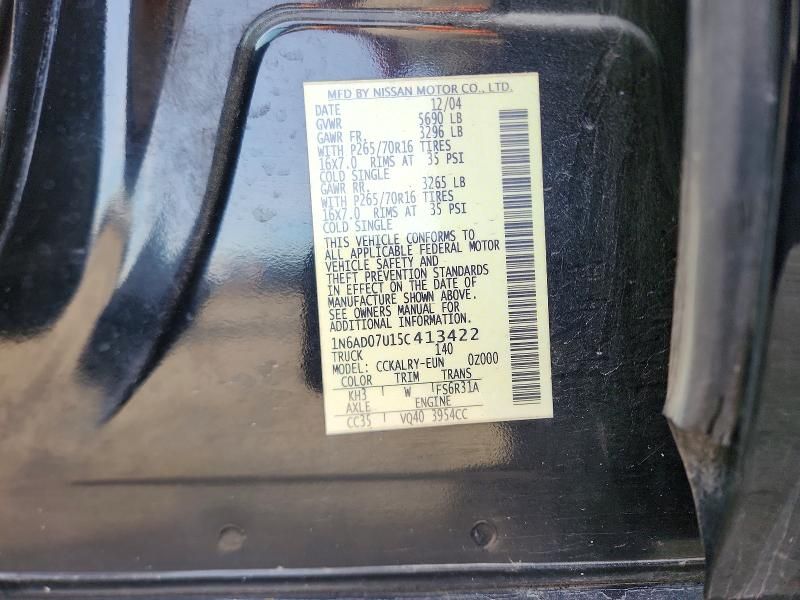 MFD BY NISSAN MOTOR CO., LTD.
DATE 12/04
GVWR 5690 LB
GAWR FR. 3296 LB
WITH P265/70R16 TIRES
16X7.0 RIMS AT 35 PSI
COLD SINGLE
GAWR RR. 3265 LB
WITH P265/70R16 TIRES
16X7.0 RIMS AT 35 PSI
COLD SINGLE
THIS VEHICLE CONFORMS TO
ALL APPLICABLE FEDERAL MOTOR
VEHICLE SAFETY AND
THEFT PREVENTION STANDARDS
IN EFFECT ON THE DATE OF
MANUFACTURE SHOWN ABOVE.
SEE OWNERS MANUAL FOR
ADDITIONAL INFORMATION
1N6AD07U15C413422
TRUCK 140
MODEL: CCKALRY-EUN 0Z000
COLOR TRIM TRANS
KH3 W FS6R31A
AXLE ENGINE
CC35 VQ40 3954CC